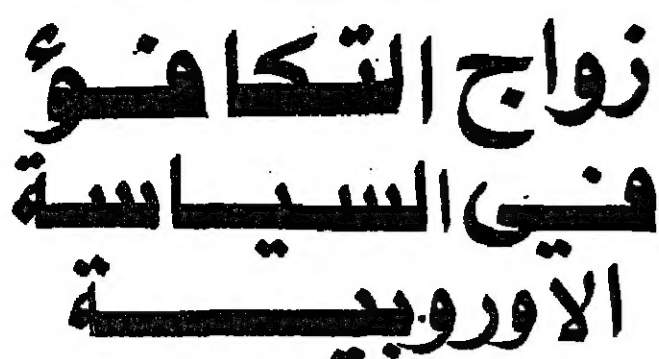 زواج التكافؤ
في السياسة
الاوروبية